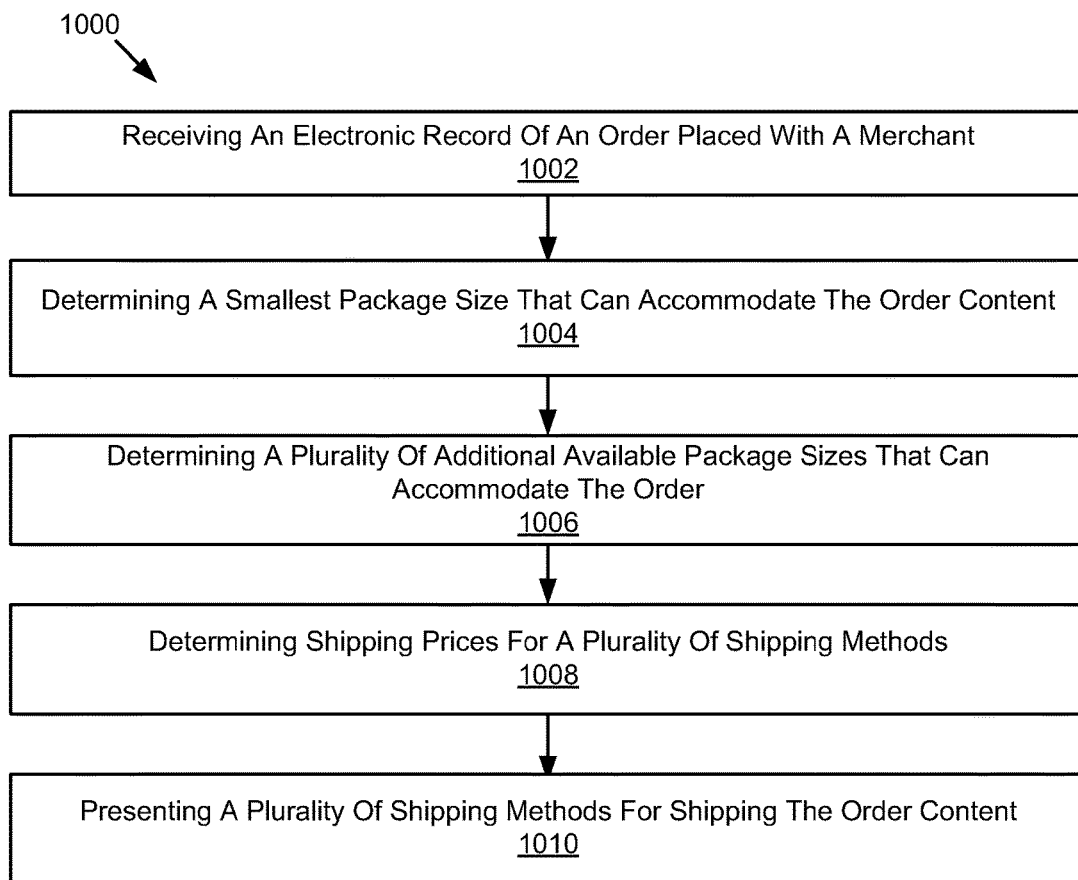 1000
Receiving An Electronic Record Of An Order Placed With A Merchant
1002
Determining A Smallest Package Size That Can Accommodate The Order Content
1004
Determining A Plurality Of Additional Available Package Sizes That Can
Accommodate The Order
1006
Determining Shipping Prices For A Plurality Of Shipping Methods
1008
Presenting A Plurality Of Shipping Methods For Shipping The Order Content
1010